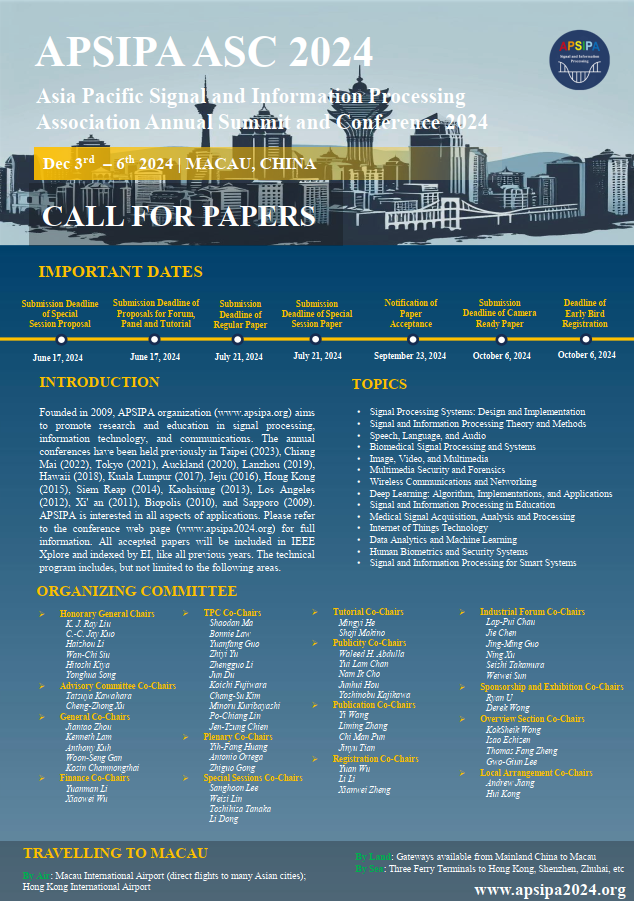 APSIPA ASC 2024
APSIPA
Signal and Information
Processing
Asia Pacific Signal and Information Processing
Association Annual Summit and Conference 2024
Dec 3rd – 6th 2024 | MACAU, CHINA
CALL FOR PAPERS
IMPORTANT DATES
Submission Deadline
of Special
Session Proposal
June 17, 2024
Submission Deadline of
Proposals for Forum,
Panel and Tutorial
June 17, 2024
Submission
Deadline of
Regular Paper
July 21, 2024
Submission
Deadline of Special
Session Paper
July 21, 2024
Notification of
Paper
Acceptance
September 23, 2024
Submission
Deadline of Camera
Ready Paper
October 6, 2024
Deadline of
Early Bird
Registration
October 6, 2024
INTRODUCTION
Founded in 2009, APSIPA organization (www.apsipa.org) aims
to promote research and education in signal processing,
information technology, and communications. The annual
conferences have been held previously in Taipei (2023), Chiang
Mai (2022), Tokyo (2021), Auckland (2020), Lanzhou (2019),
Hawaii (2018), Kuala Lumpur (2017), Jeju (2016), Hong Kong
(2015), Siem Reap (2014), Kaohsiung (2013), Los Angeles
(2012), Xi' an (2011), Biopolis (2010), and Sapporo (2009).
APSIPA is interested in all aspects of applications. Please refer
to the conference web page (www.apsipa2024.org) for full
information. All accepted papers will be included in IEEE
Xplore and indexed by EI, like all previous years. The technical
program includes, but not limited to the following areas.
TOPICS
• Signal Processing Systems: Design and Implementation
• Signal and Information Processing Theory and Methods
• Speech, Language, and Audio
• Biomedical Signal Processing and Systems
• Image, Video, and Multimedia
• Multimedia Security and Forensics
• Wireless Communications and Networking
• Deep Learning: Algorithm, Implementations, and Applications
• Signal and Information Processing in Education
• Medical Signal Acquisition, Analysis and Processing
• Internet of Things Technology
• Data Analytics and Machine Learning
• Human Biometrics and Security Systems
• Signal and Information Processing for Smart Systems
ORGANIZING COMMITTEE
➢ Honorary General Chairs
K. J. Ray Liu
C.-C. Jay Kuo
Haizhou Li
Wan-Chi Siu
Hitoshi Kiya
Yonghua Song
➢ Advisory Committee Co-Chairs
Tatsuya Kawahara
Cheng-Zhong Xu
➢ General Co-Chairs
Jiantao Zhou
Kenneth Lam
Anthony Kuh
Woon-Seng Gan
Kosin Chamnongthai
➢ Finance Co-Chairs
Yuanman Li
Xiaowei Wu
➢ TPC Co-Chairs
Shaodan Ma
Bonnie Law
Yuanfang Guo
Zhiyi Yu
Zhengguo Li
Jun Du
Koichi Fujiwara
Chang-Su Kim
Minoru Kuribayashi
Po-Chiang Lin
Jen-Tzung Chien
➢ Plenary Co-Chairs
Yih-Fang Huang
Antonio Ortega
Zhiguo Gong
➢ Special Sessions Co-Chairs
Sanghoon Lee
Weisi Lin
Toshihisa Tanaka
Li Dong
➢ Tutorial Co-Chairs
Mingyi He
Shoji Makino
➢ Publicity Co-Chairs
Waleed H. Abdulla
Yui Lam Chan
Nam Ik Cho
Junhui Hou
Yoshinobu Kajikawa
➢ Publication Co-Chairs
Yi Wang
Liming Zhang
Chi Man Pun
Jinyu Tian
➢ Registration Co-Chairs
Yuan Wu
Li Li
Xianwei Zheng
➢ Industrial Forum Co-Chairs
Lap-Pui Chau
Jie Chen
Jing-Ming Guo
Ning Xu
Seishi Takamura
Weiwei Sun
➢ Sponsorship and Exhibition Co-Chairs
Ryan U
Derek Wong
➢ Overview Section Co-Chairs
KokSheik Wong
Isao Echizen
Thomas Fang Zheng
Gwo-Giun Lee
➢ Local Arrangement Co-Chairs
Andrew Jiang
Hui Kong
TRAVELLING TO MACAU
By Air: Macau International Airport (direct flights to many Asian cities);
Hong Kong International Airport
By Land: Gateways available from Mainland China to Macau
By Sea: Three Ferry Terminals to Hong Kong, Shenzhen, Zhuhai, etc
www.apsipa2024.org